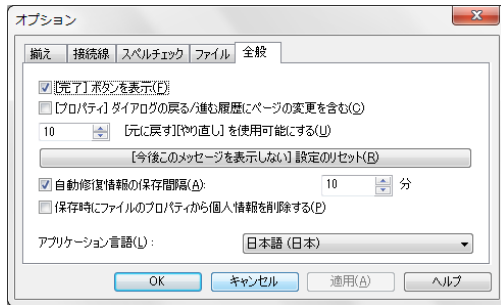 オプション
揃え 接続線 スペルチェック ファイル 全般
[完了] ボタンを表示(F)
[プロパティ] ダイアログの戻る/進む履歴にページの変更を含む(C)
10 [元に戻す][やり直し] を使用可能にする(U)
[今後このメッセージを表示しない] 設定のリセット(R)
自動修復情報の保存間隔(A): 10 分
保存時にファイルのプロパティから個人情報を削除する(P)
アプリケーション言語(L) : 日本語 (日本)
OK キャンセル 適用(A) ヘルプ